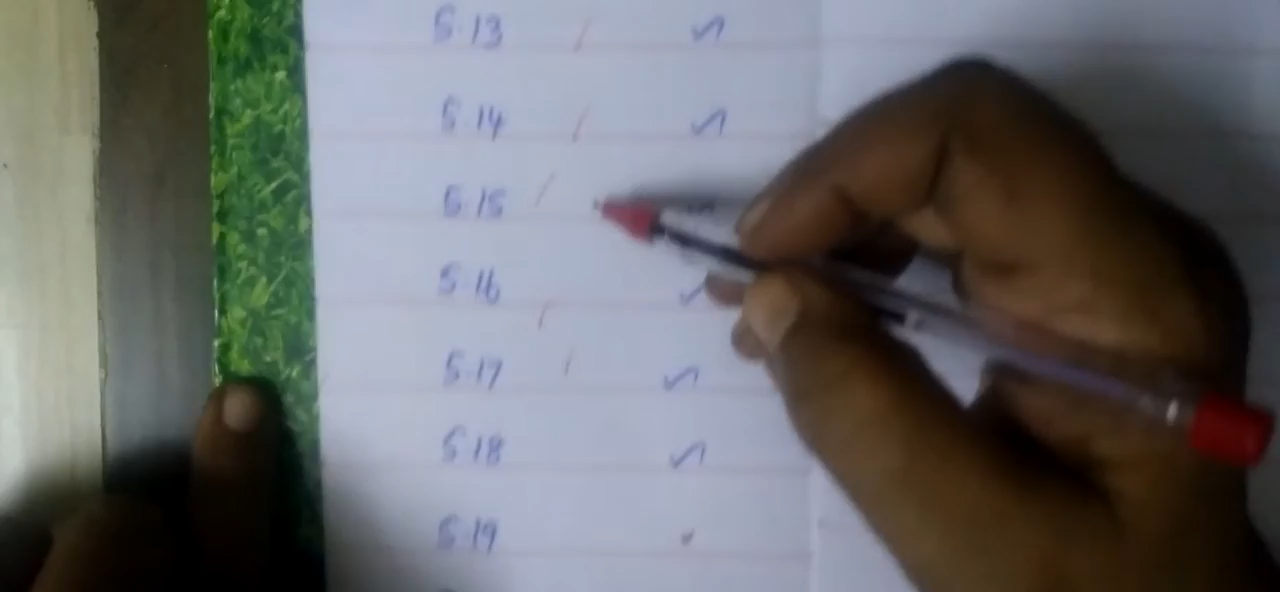 5.13 / ✓
5.14 / ✓
5.15 /
5.16 / ✓
5.17 / ✓
5.18 ✓
5.19